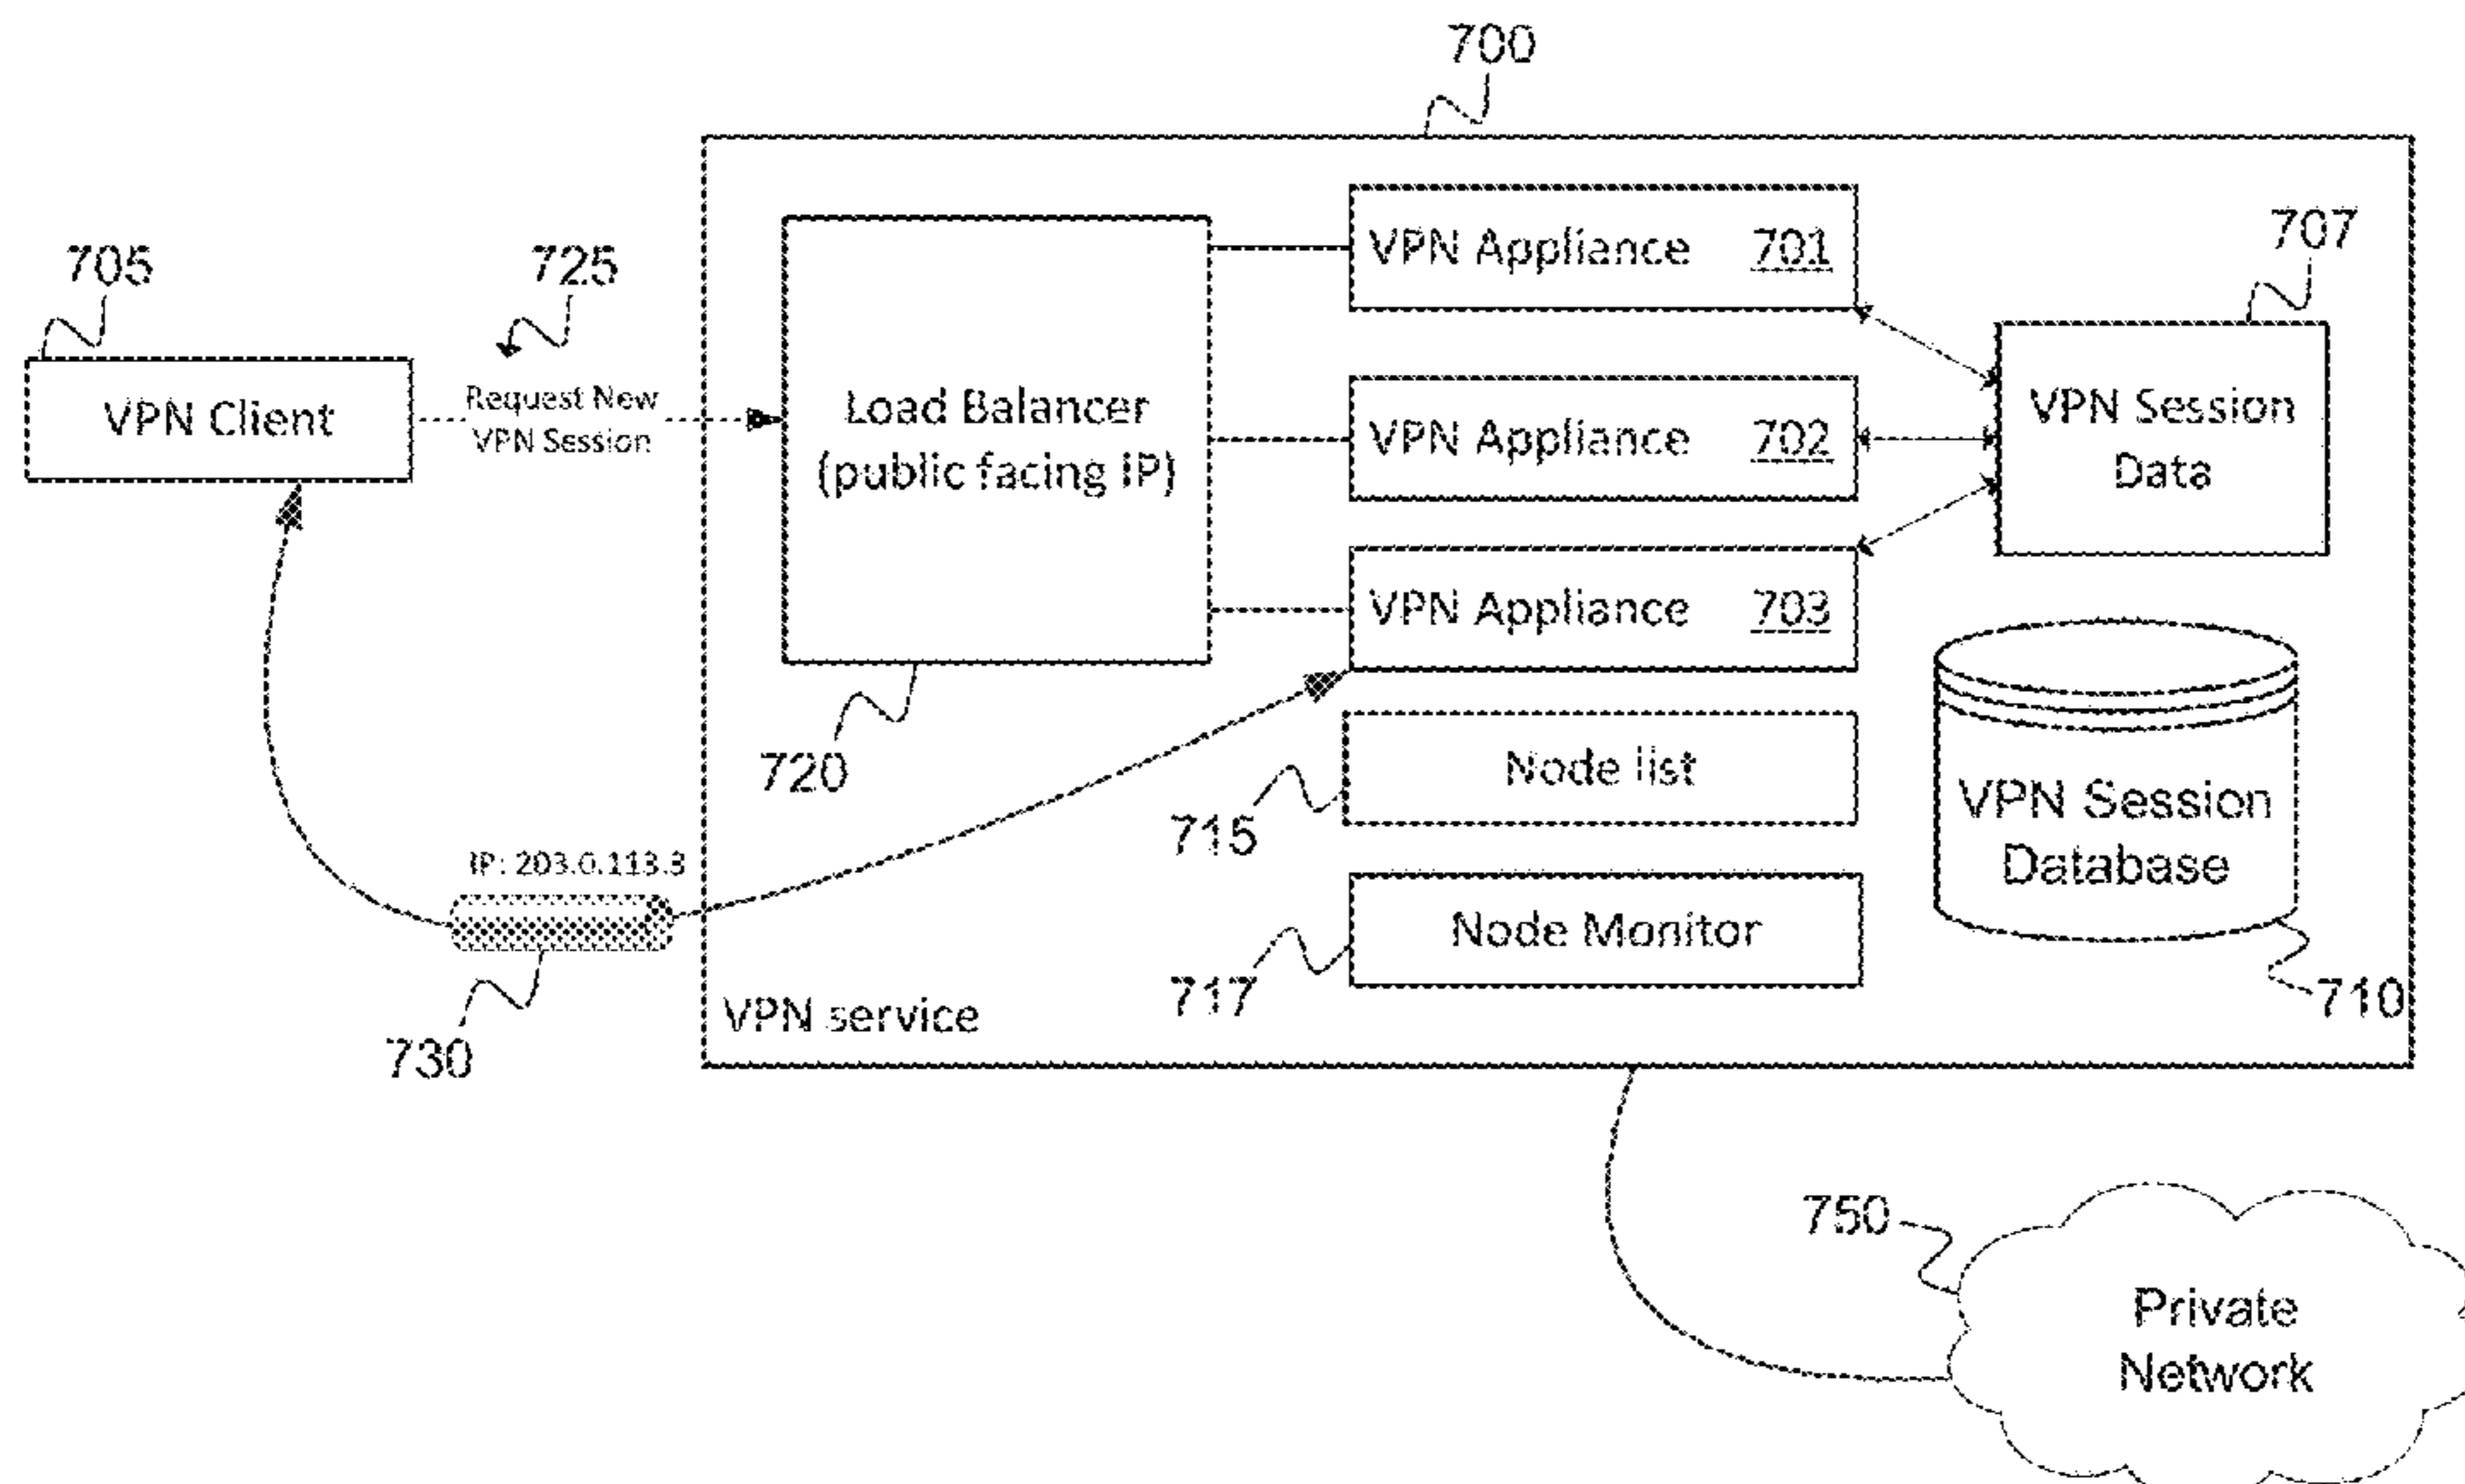 700
705
725
VPN Client
Request New
VPN Session
Load Balancer
(public facing IP)
720
VPN Appliance 701
VPN Appliance 702
VPN Appliance 703
707
VPN Session
Data
Node list
715
Node Monitor
717
VPN Session
Database
710
IP: 203.0.113.3
730
VPN service
750
Private
Network